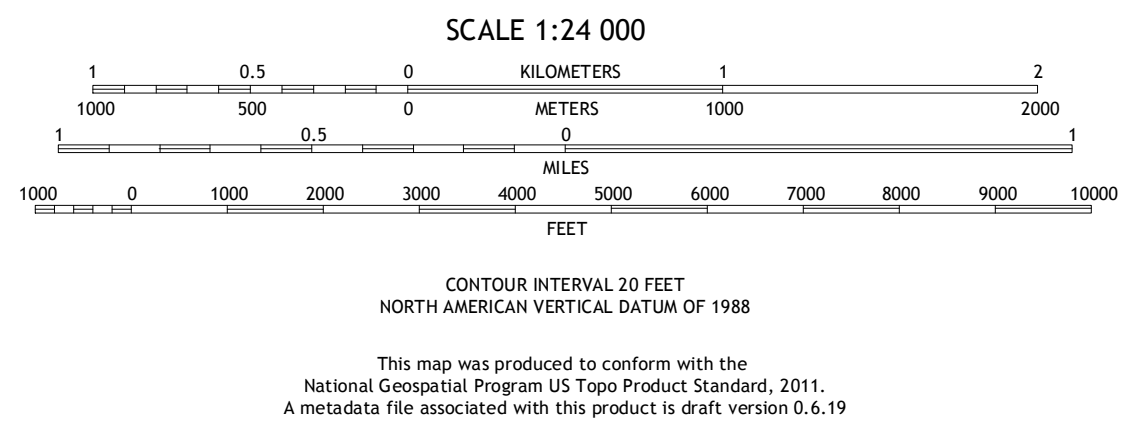 SCALE 1:24 000
1 0.5 0 KILOMETERS 1 2
1000 500 0 METERS 1000 2000
1 0.5 0 1
MILES
1000 0 1000 2000 3000 4000 5000 6000 7000 8000 9000 10000
FEET
CONTOUR INTERVAL 20 FEET
NORTH AMERICAN VERTICAL DATUM OF 1988
This map was produced to conform with the
National Geospatial Program US Topo Product Standard, 2011.
A metadata file associated with this product is draft version 0.6.19